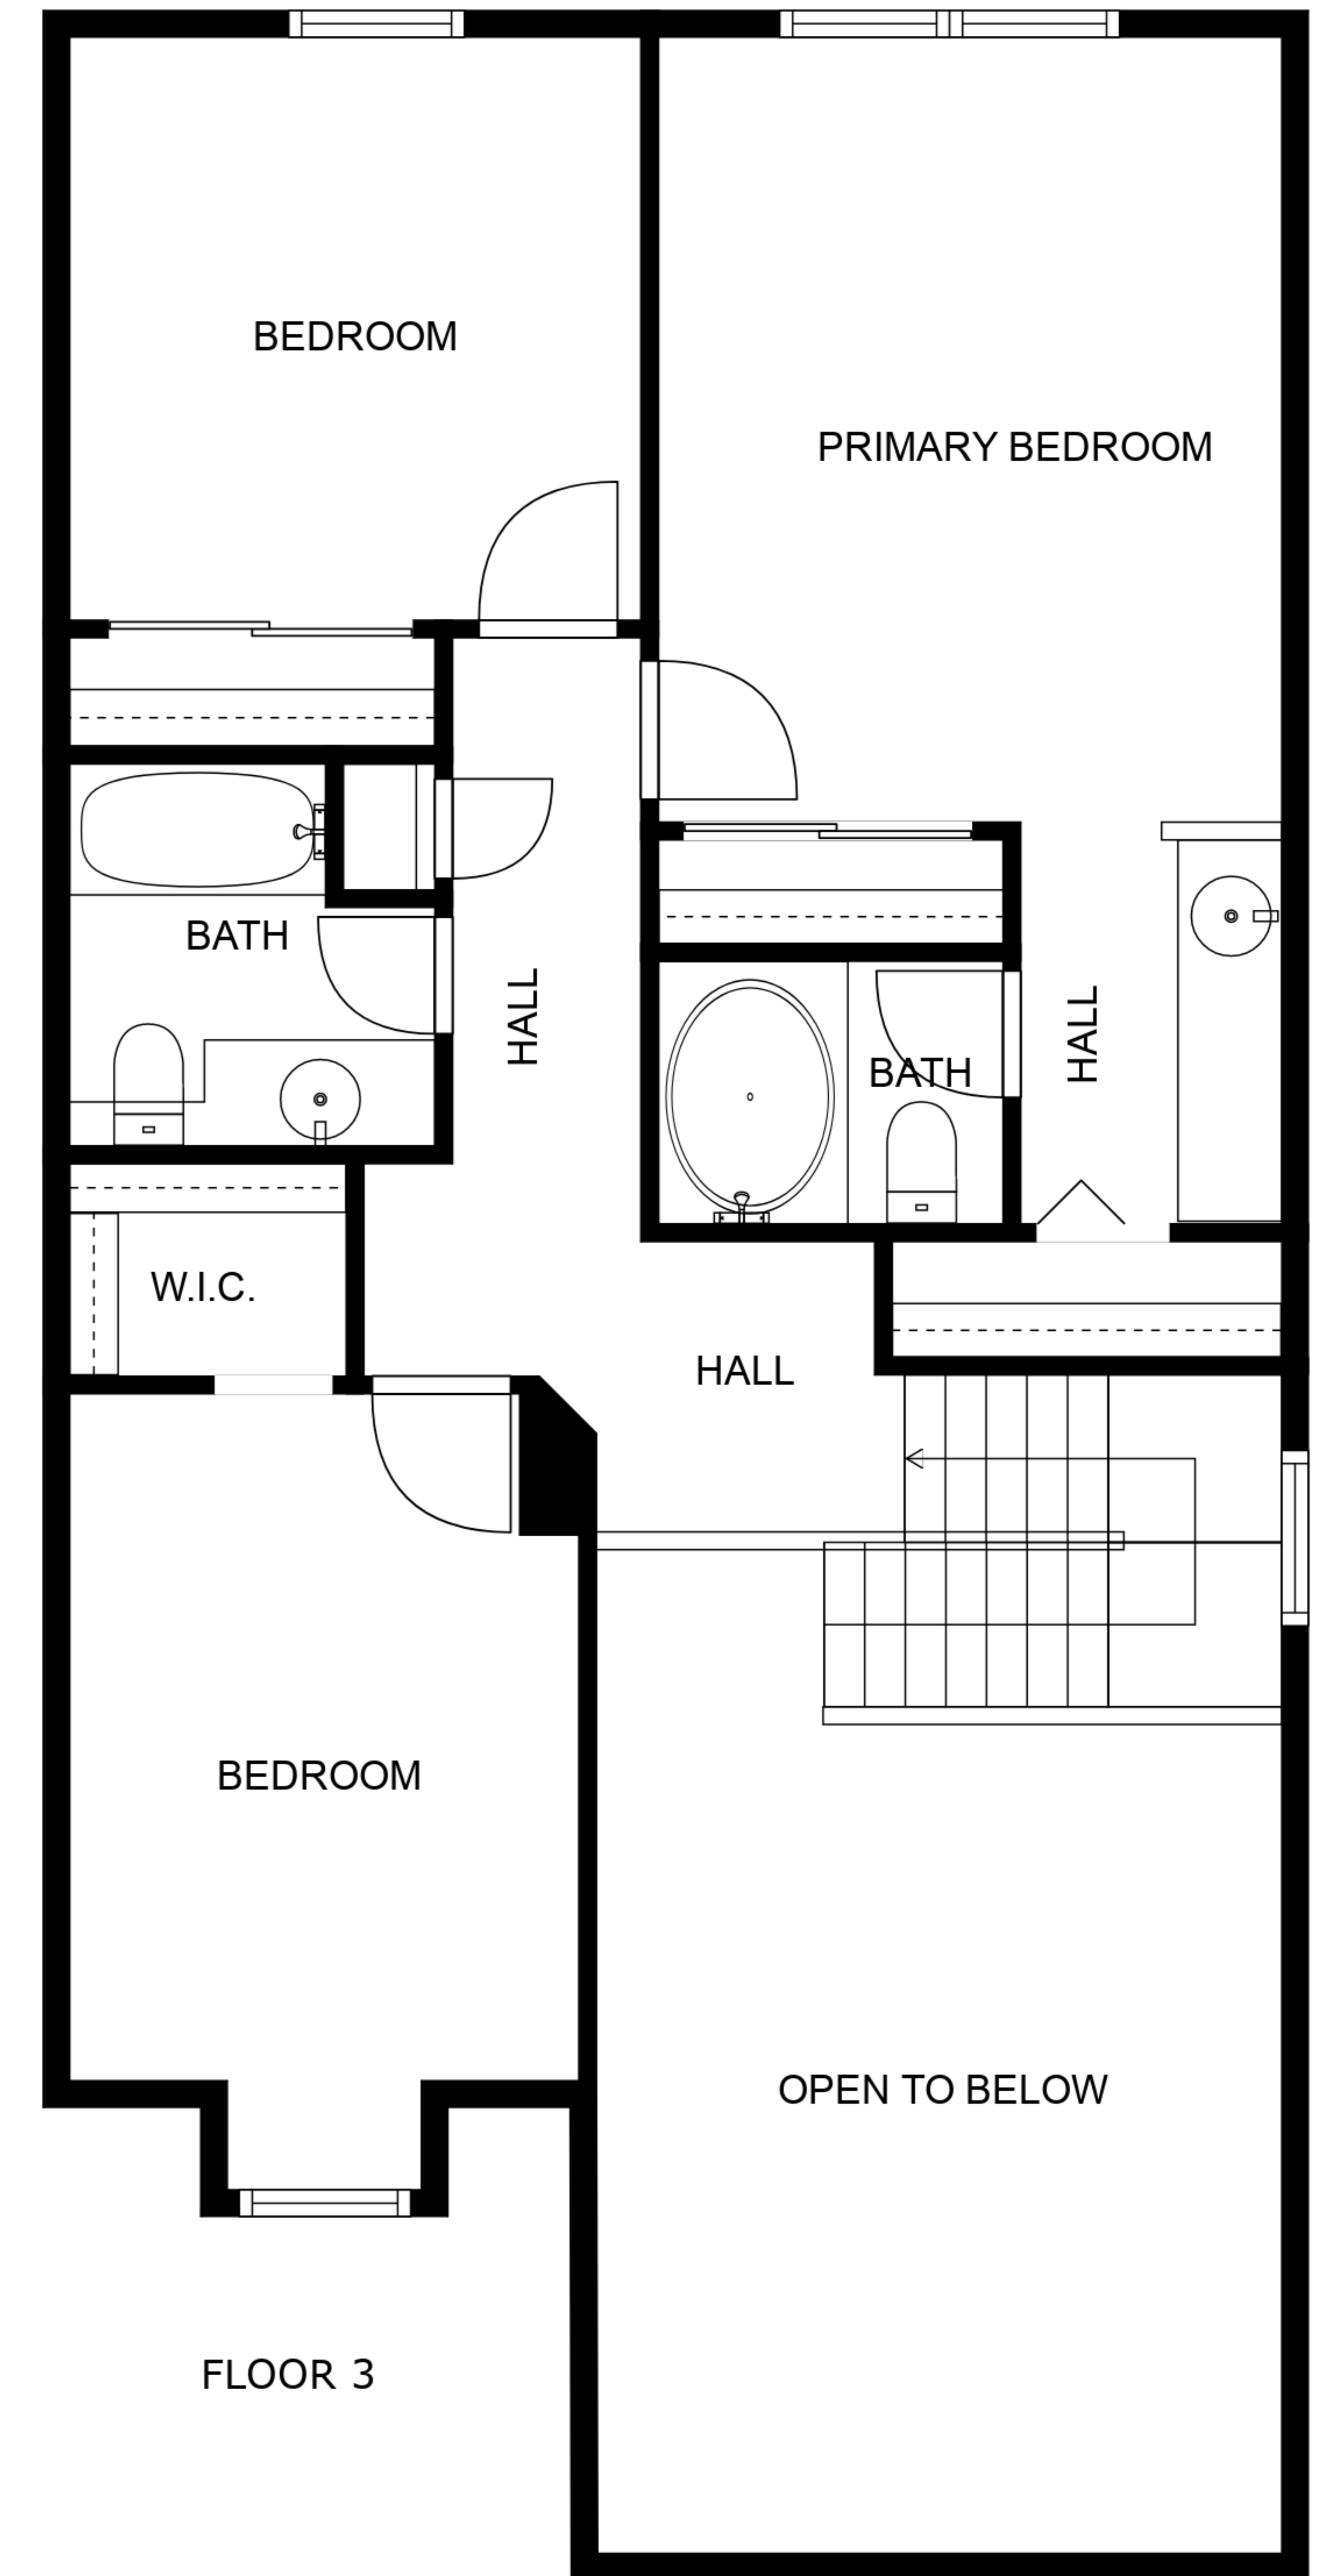 BEDROOM
PRIMARY BEDROOM
BATH
HALL
HALL
BATH
W.I.C.
HALL
BEDROOM
OPEN TO BELOW
FLOOR 3